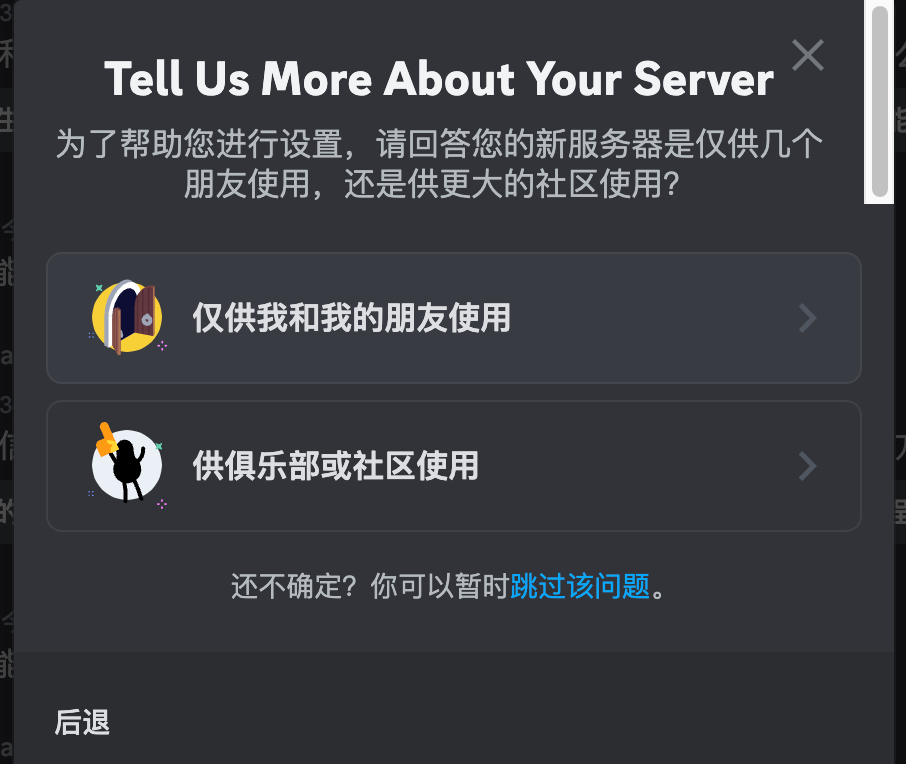 Tell Us More About Your Server
为了帮助您进行设置，请回答您的新服务器是仅供几个
朋友使用，还是供更大的社区使用？
仅供我和我的朋友使用
供俱乐部或社区使用
还不确定？你可以暂时跳过该问题。
后退